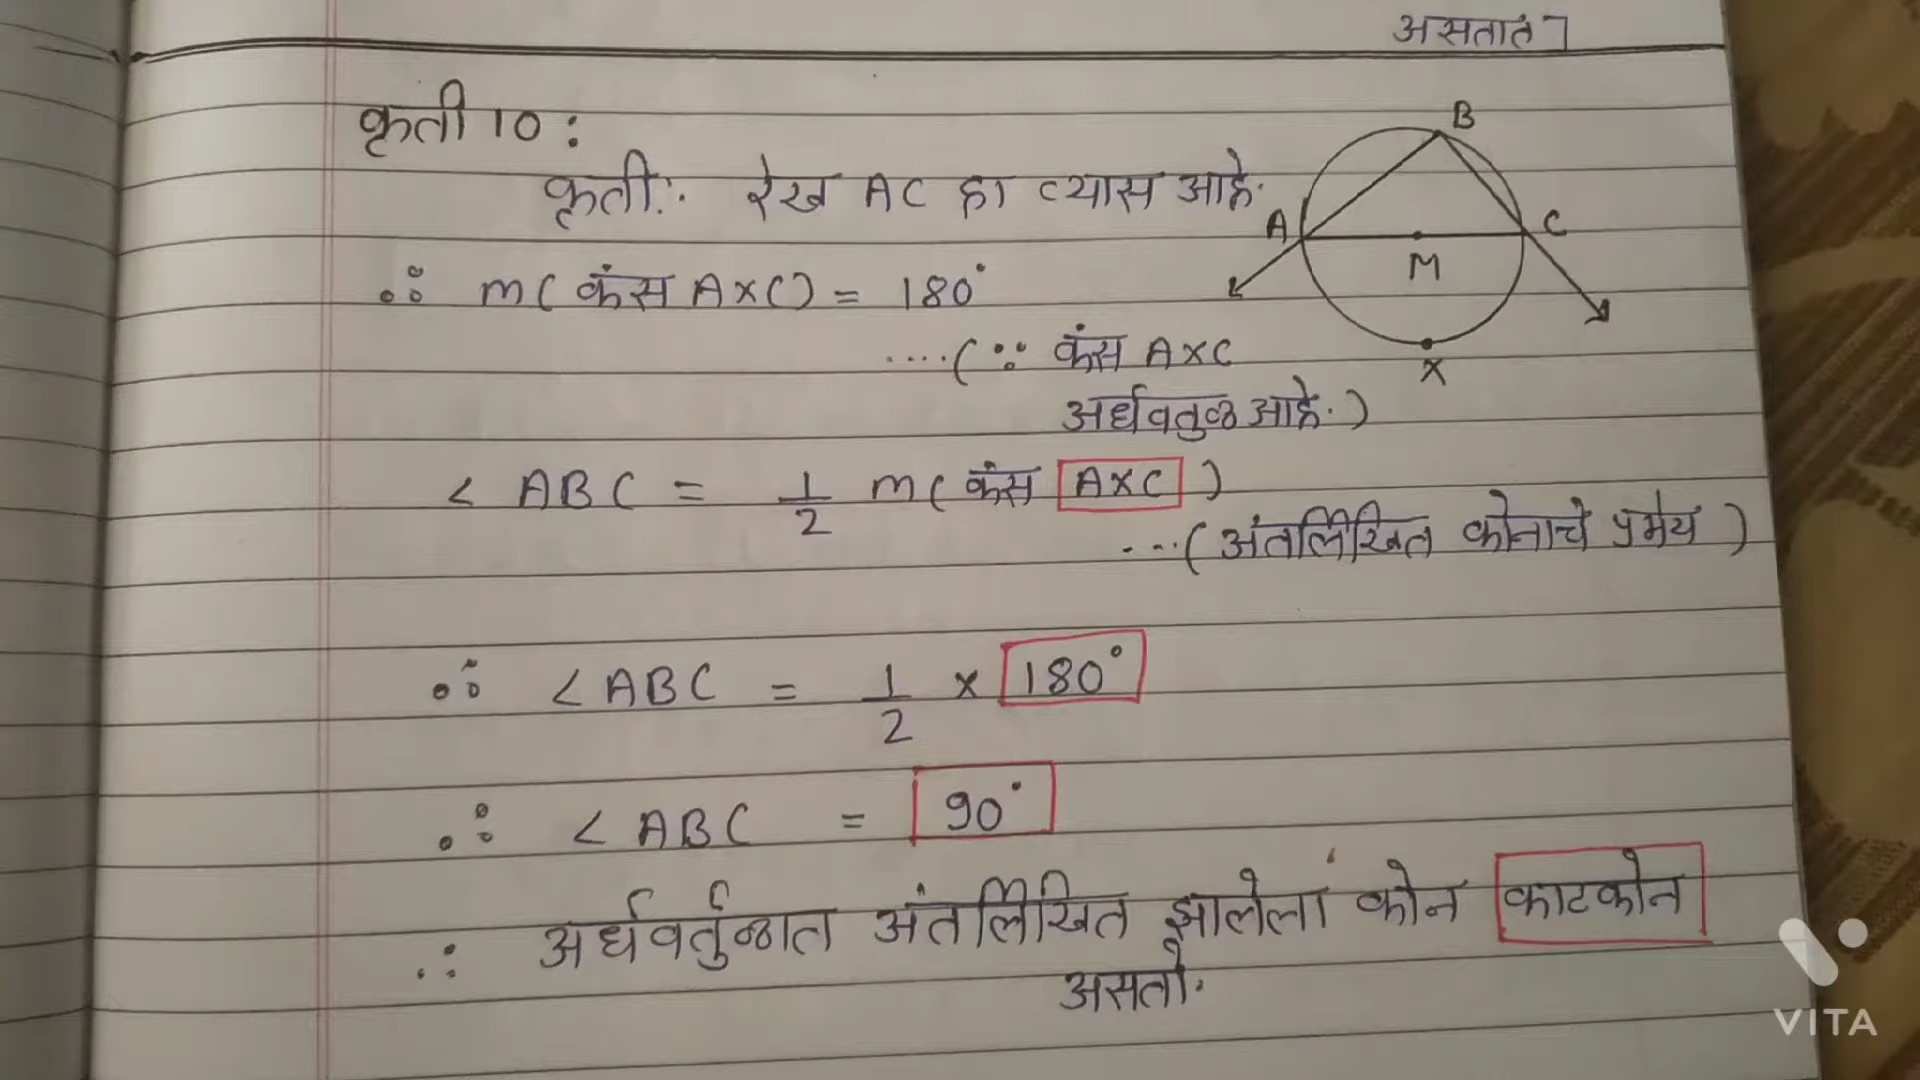 असतात]
कृती 10 :
कृती:- रेख AC हा व्यास आहे.
∴ m( कंस AXC) = 180°
....( ∵ कंस AXC
अर्धवतुळ आहे. )
< ABC = 1/2 m( कंस AXC )
...( अंतर्लिखित कोनाचे प्रमेय )
∴ <ABC = 1/2 × 180°
∴ <ABC = 90°
∴ अर्धवर्तुळात अंतर्लिखित झालेला कोन काटकोन
असतो.
B
A
C
M
X
VITA